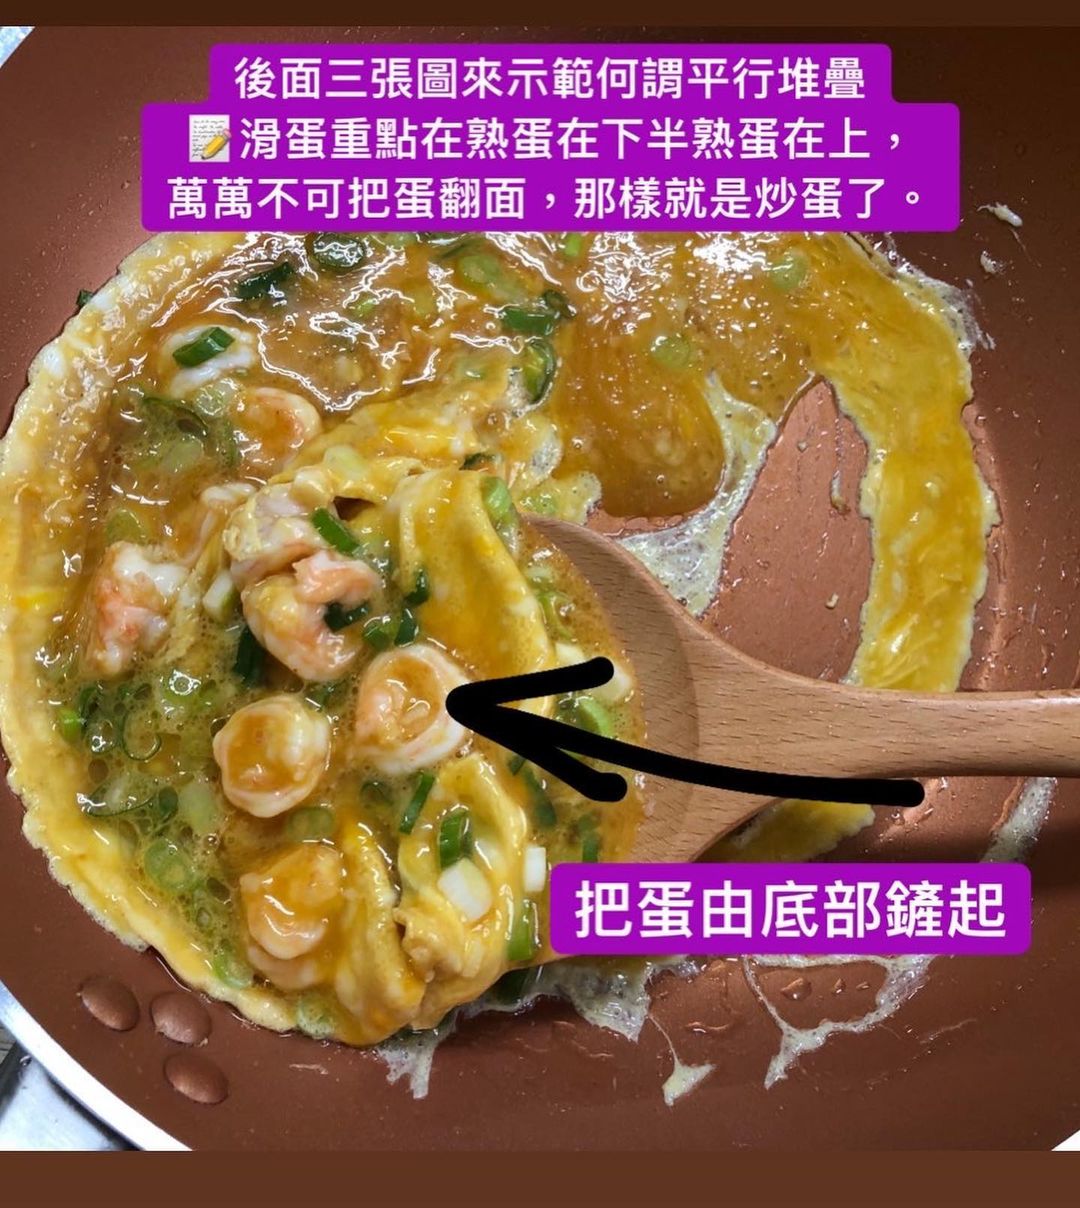 後面三張圖來示範何謂平行堆疊
📝滑蛋重點在熟蛋在下半熟蛋在上，
萬萬不可把蛋翻面，那樣就是炒蛋了。
把蛋由底部鏟起